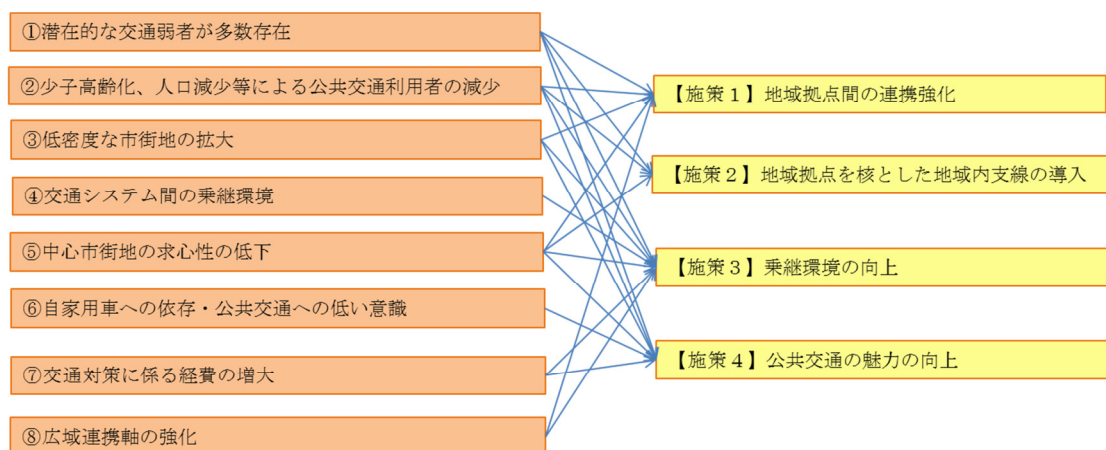 ①潜在的な交通弱者が多数存在
②少子高齢化、人口減少等による公共交通利用者の減少
③低密度な市街地の拡大
④交通システム間の乗継環境
⑤中心市街地の求心性の低下
⑥自家用車への依存・公共交通への低い意識
⑦交通対策に係る経費の増大
⑧広域連携軸の強化
【施策１】地域拠点間の連携強化
【施策２】地域拠点を核とした地域内支線の導入
【施策３】乗継環境の向上
【施策４】公共交通の魅力の向上